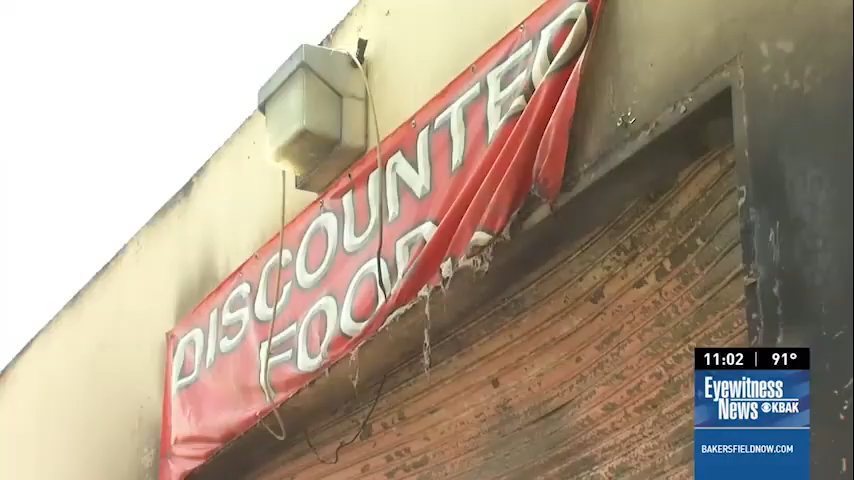 DISCOUNTED
FOOD
11:02 | 91°
Eyewitness
News KBAK
BAKERSFIELDNOW.COM